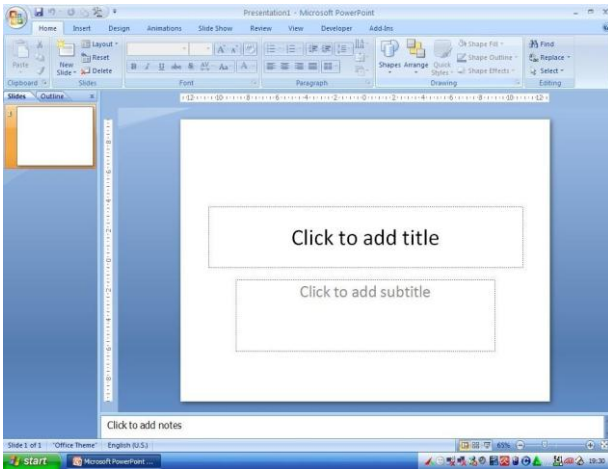 Presentation1 - Microsoft PowerPoint
Home Insert Design Animations Slide Show Review View Developer Add-Ins
Paste
New Slide
Layout
Reset
Delete
Shapes Arrange Quick Styles
Shape Fill
Shape Outline
Shape Effects
Find
Replace
Select
Clipboard Slides Font Paragraph Drawing Editing
Slides Outline
Click to add title
Click to add subtitle
Click to add notes
Slide 1 of 1 "Office Theme" English (U.S.) 65%
start Microsoft PowerPoint ... 19:30